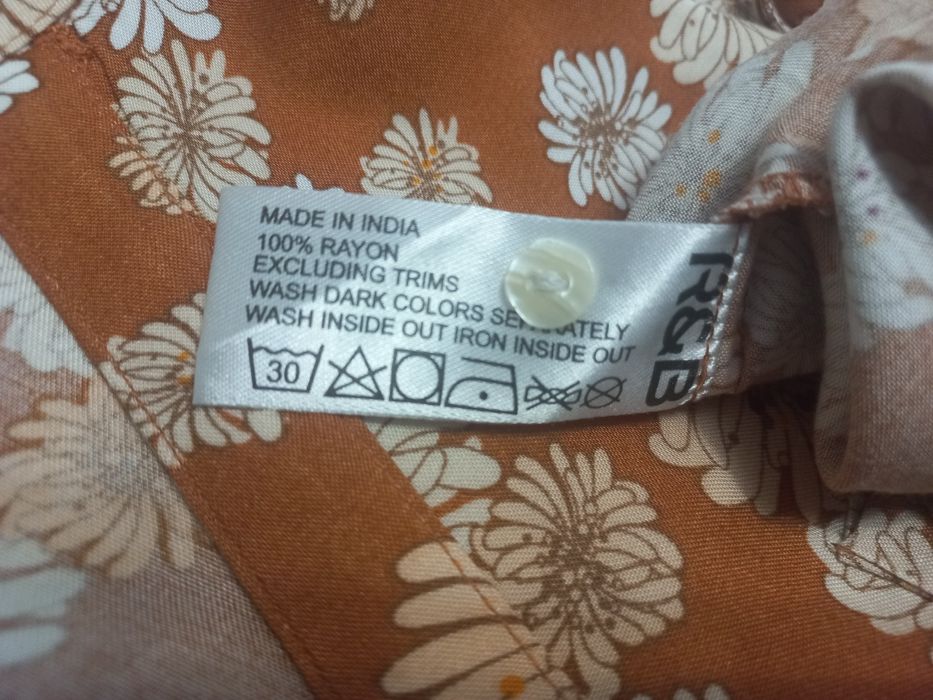 MADE IN INDIA
100% RAYON
EXCLUDING TRIMS
WASH DARK COLORS
WASH INSIDE OUT IRON INSIDE OUT
30
R&B